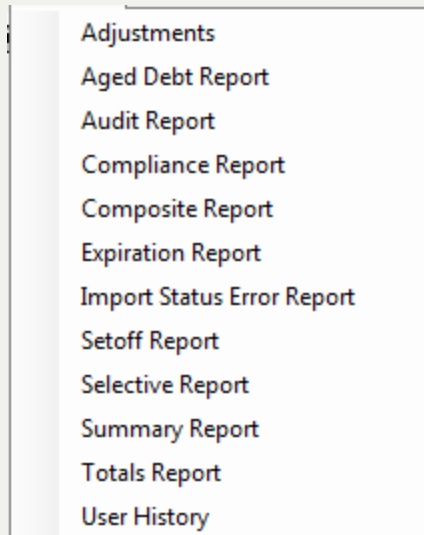 Adjustments
Aged Debt Report
Audit Report
Compliance Report
Composite Report
Expiration Report
Import Status Error Report
Setoff Report
Selective Report
Summary Report
Totals Report
User History